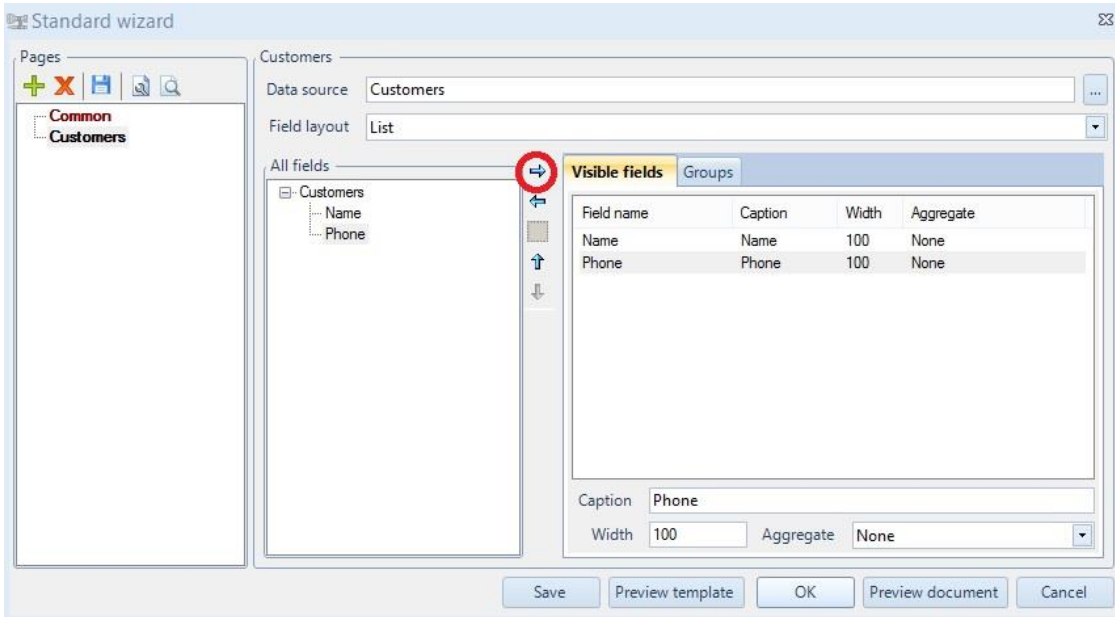 Standard wizard
Pages
Common
Customers
Customers
Data source Customers ...
Field layout List
All fields
Customers
Name
Phone
Visible fields Groups
Field name Caption Width Aggregate
Name Name 100 None
Phone Phone 100 None
Caption Phone
Width 100 Aggregate None
Save Preview template OK Preview document Cancel